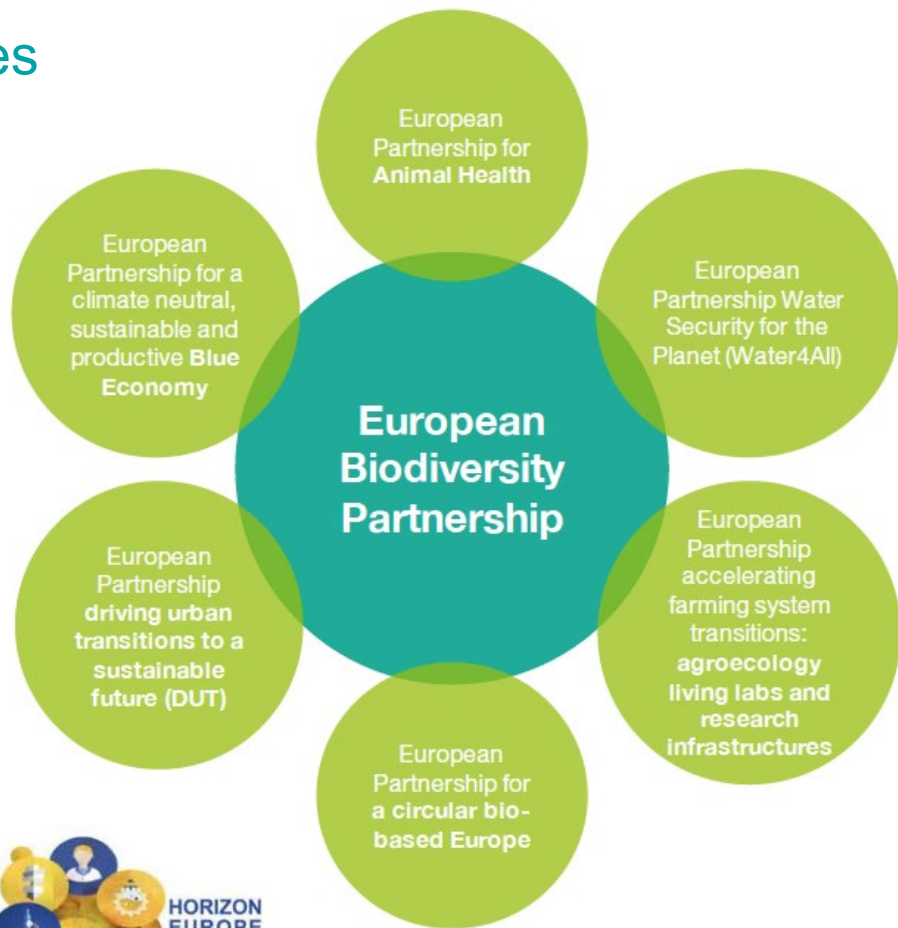 es
European
Partnership for
Animal Health
European
Partnership for a
climate neutral,
sustainable and
productive Blue
Economy
European
Partnership Water
Security for the
Planet (Water4All)
European
Biodiversity
Partnership
European
Partnership
driving urban
transitions to a
sustainable
future (DUT)
European
Partnership
accelerating
farming system
transitions:
agroecology
living labs and
research
infrastructures
European
Partnership for
a circular bio-
based Europe
HORIZON
EUROPE